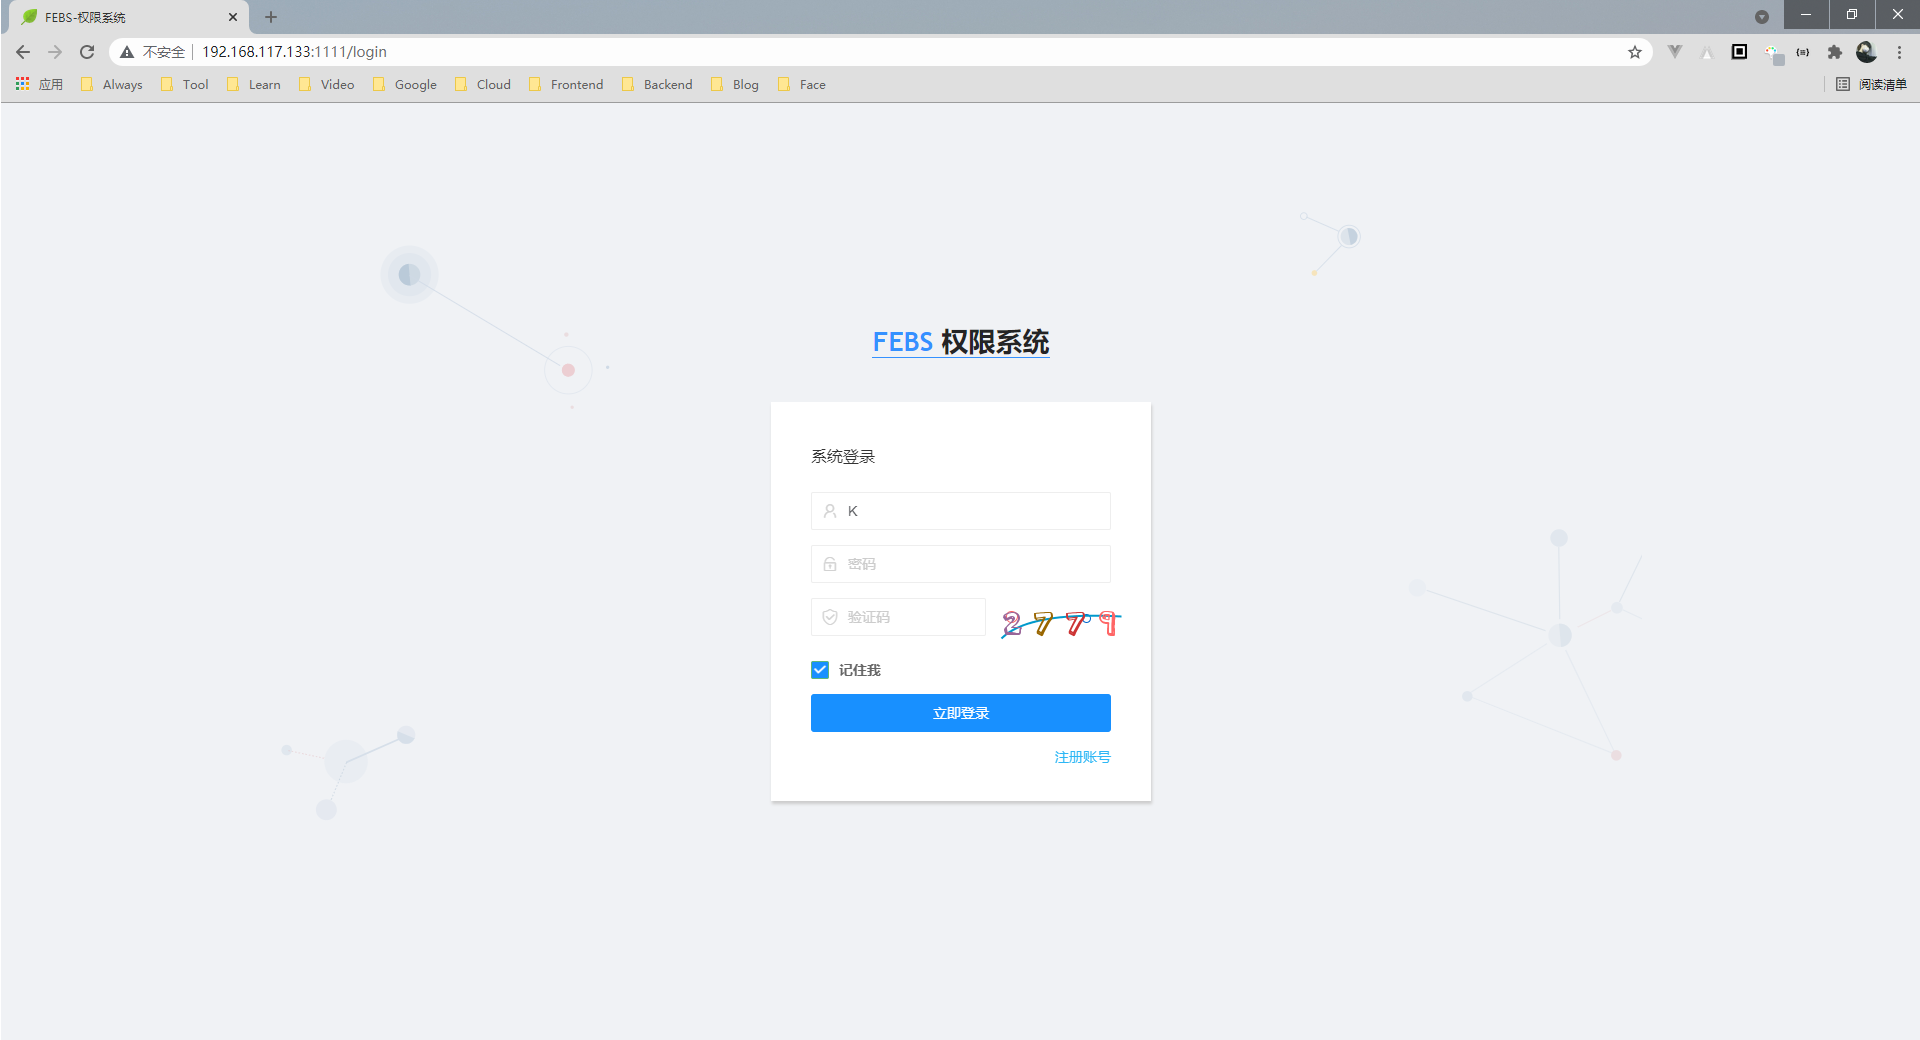 FEBS-权限系统
不安全 192.168.117.133:1111/login
应用 Always Tool Learn Video Google Cloud Frontend Backend Blog Face 阅读清单
FEBS 权限系统
系统登录
K
密码
验证码 2779
记住我
立即登录
注册账号